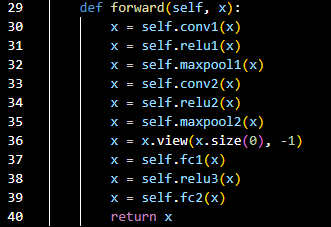 29 def forward(self, x):
30 x = self.conv1(x)
31 x = self.relu1(x)
32 x = self.maxpool1(x)
33 x = self.conv2(x)
34 x = self.relu2(x)
35 x = self.maxpool2(x)
36 x = x.view(x.size(0), -1)
37 x = self.fc1(x)
38 x = self.relu3(x)
39 x = self.fc2(x)
40 return x